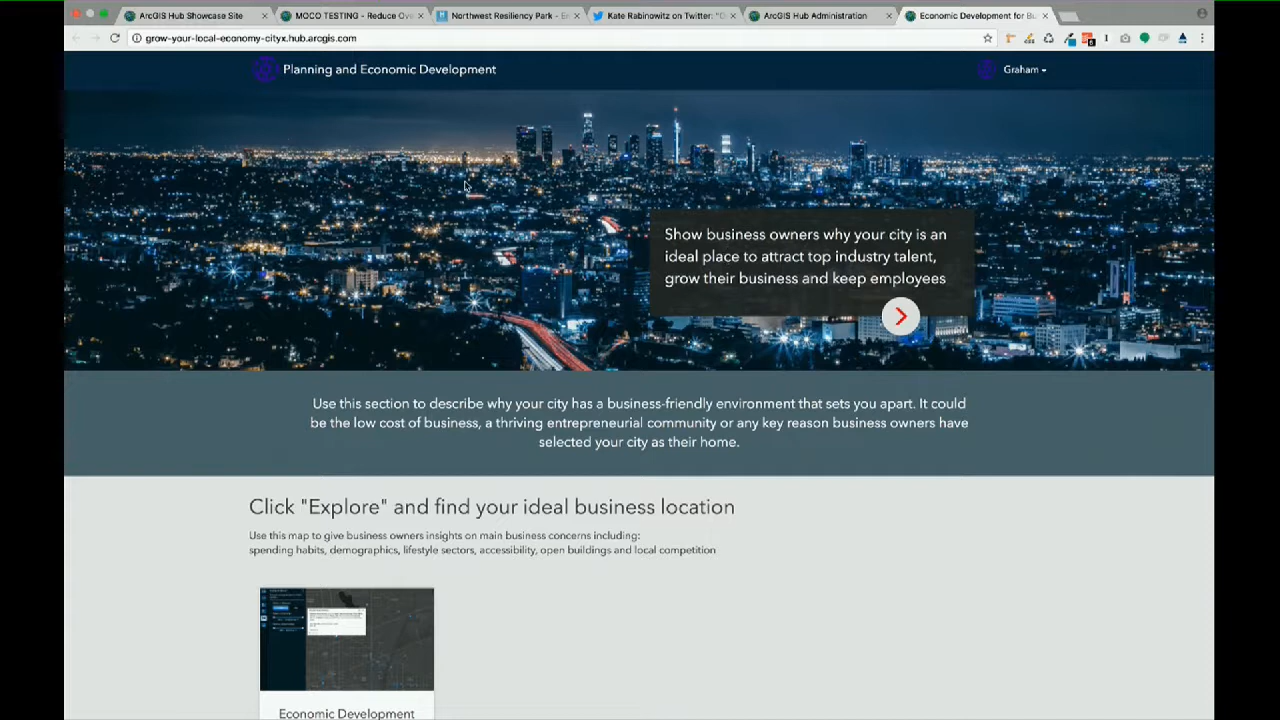 ArcGIS Hub Showcase Site
MOCO TESTING - Reduce Ove
Northwest Resiliency Park - E
Kate Rabinowitz on Twitter: "D
ArcGIS Hub Administration
Economic Development for Bu
grow-your-local-economy-cityx.hub.arcgis.com
Planning and Economic Development
Graham
Show business owners why your city is an
ideal place to attract top industry talent,
grow their business and keep employees
Use this section to describe why your city has a business-friendly environment that sets you apart. It could
be the low cost of business, a thriving entrepreneurial community or any key reason business owners have
selected your city as their home.
Click "Explore" and find your ideal business location
Use this map to give business owners insights on main business concerns including:
spending habits, demographics, lifestyle sectors, accessibility, open buildings and local competition
Economic Development